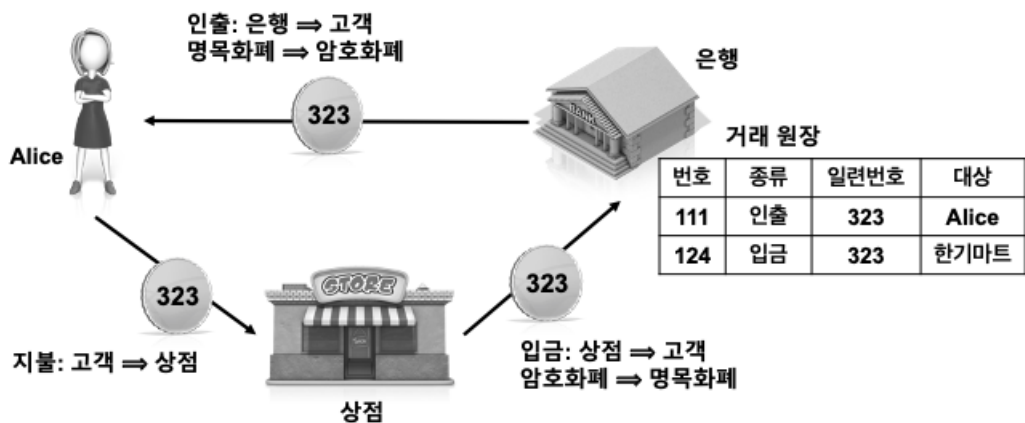 인출: 은행 ⟹ 고객
명목화폐 ⟹ 암호화폐
323
Alice
BANK
은행
거래 원장
번호 종류 일련번호 대상
111 인출 323 Alice
124 입금 323 한기마트
323
STORE
323
지불: 고객 ⟹ 상점
상점
입금: 상점 ⟹ 고객
암호화폐 ⟹ 명목화폐